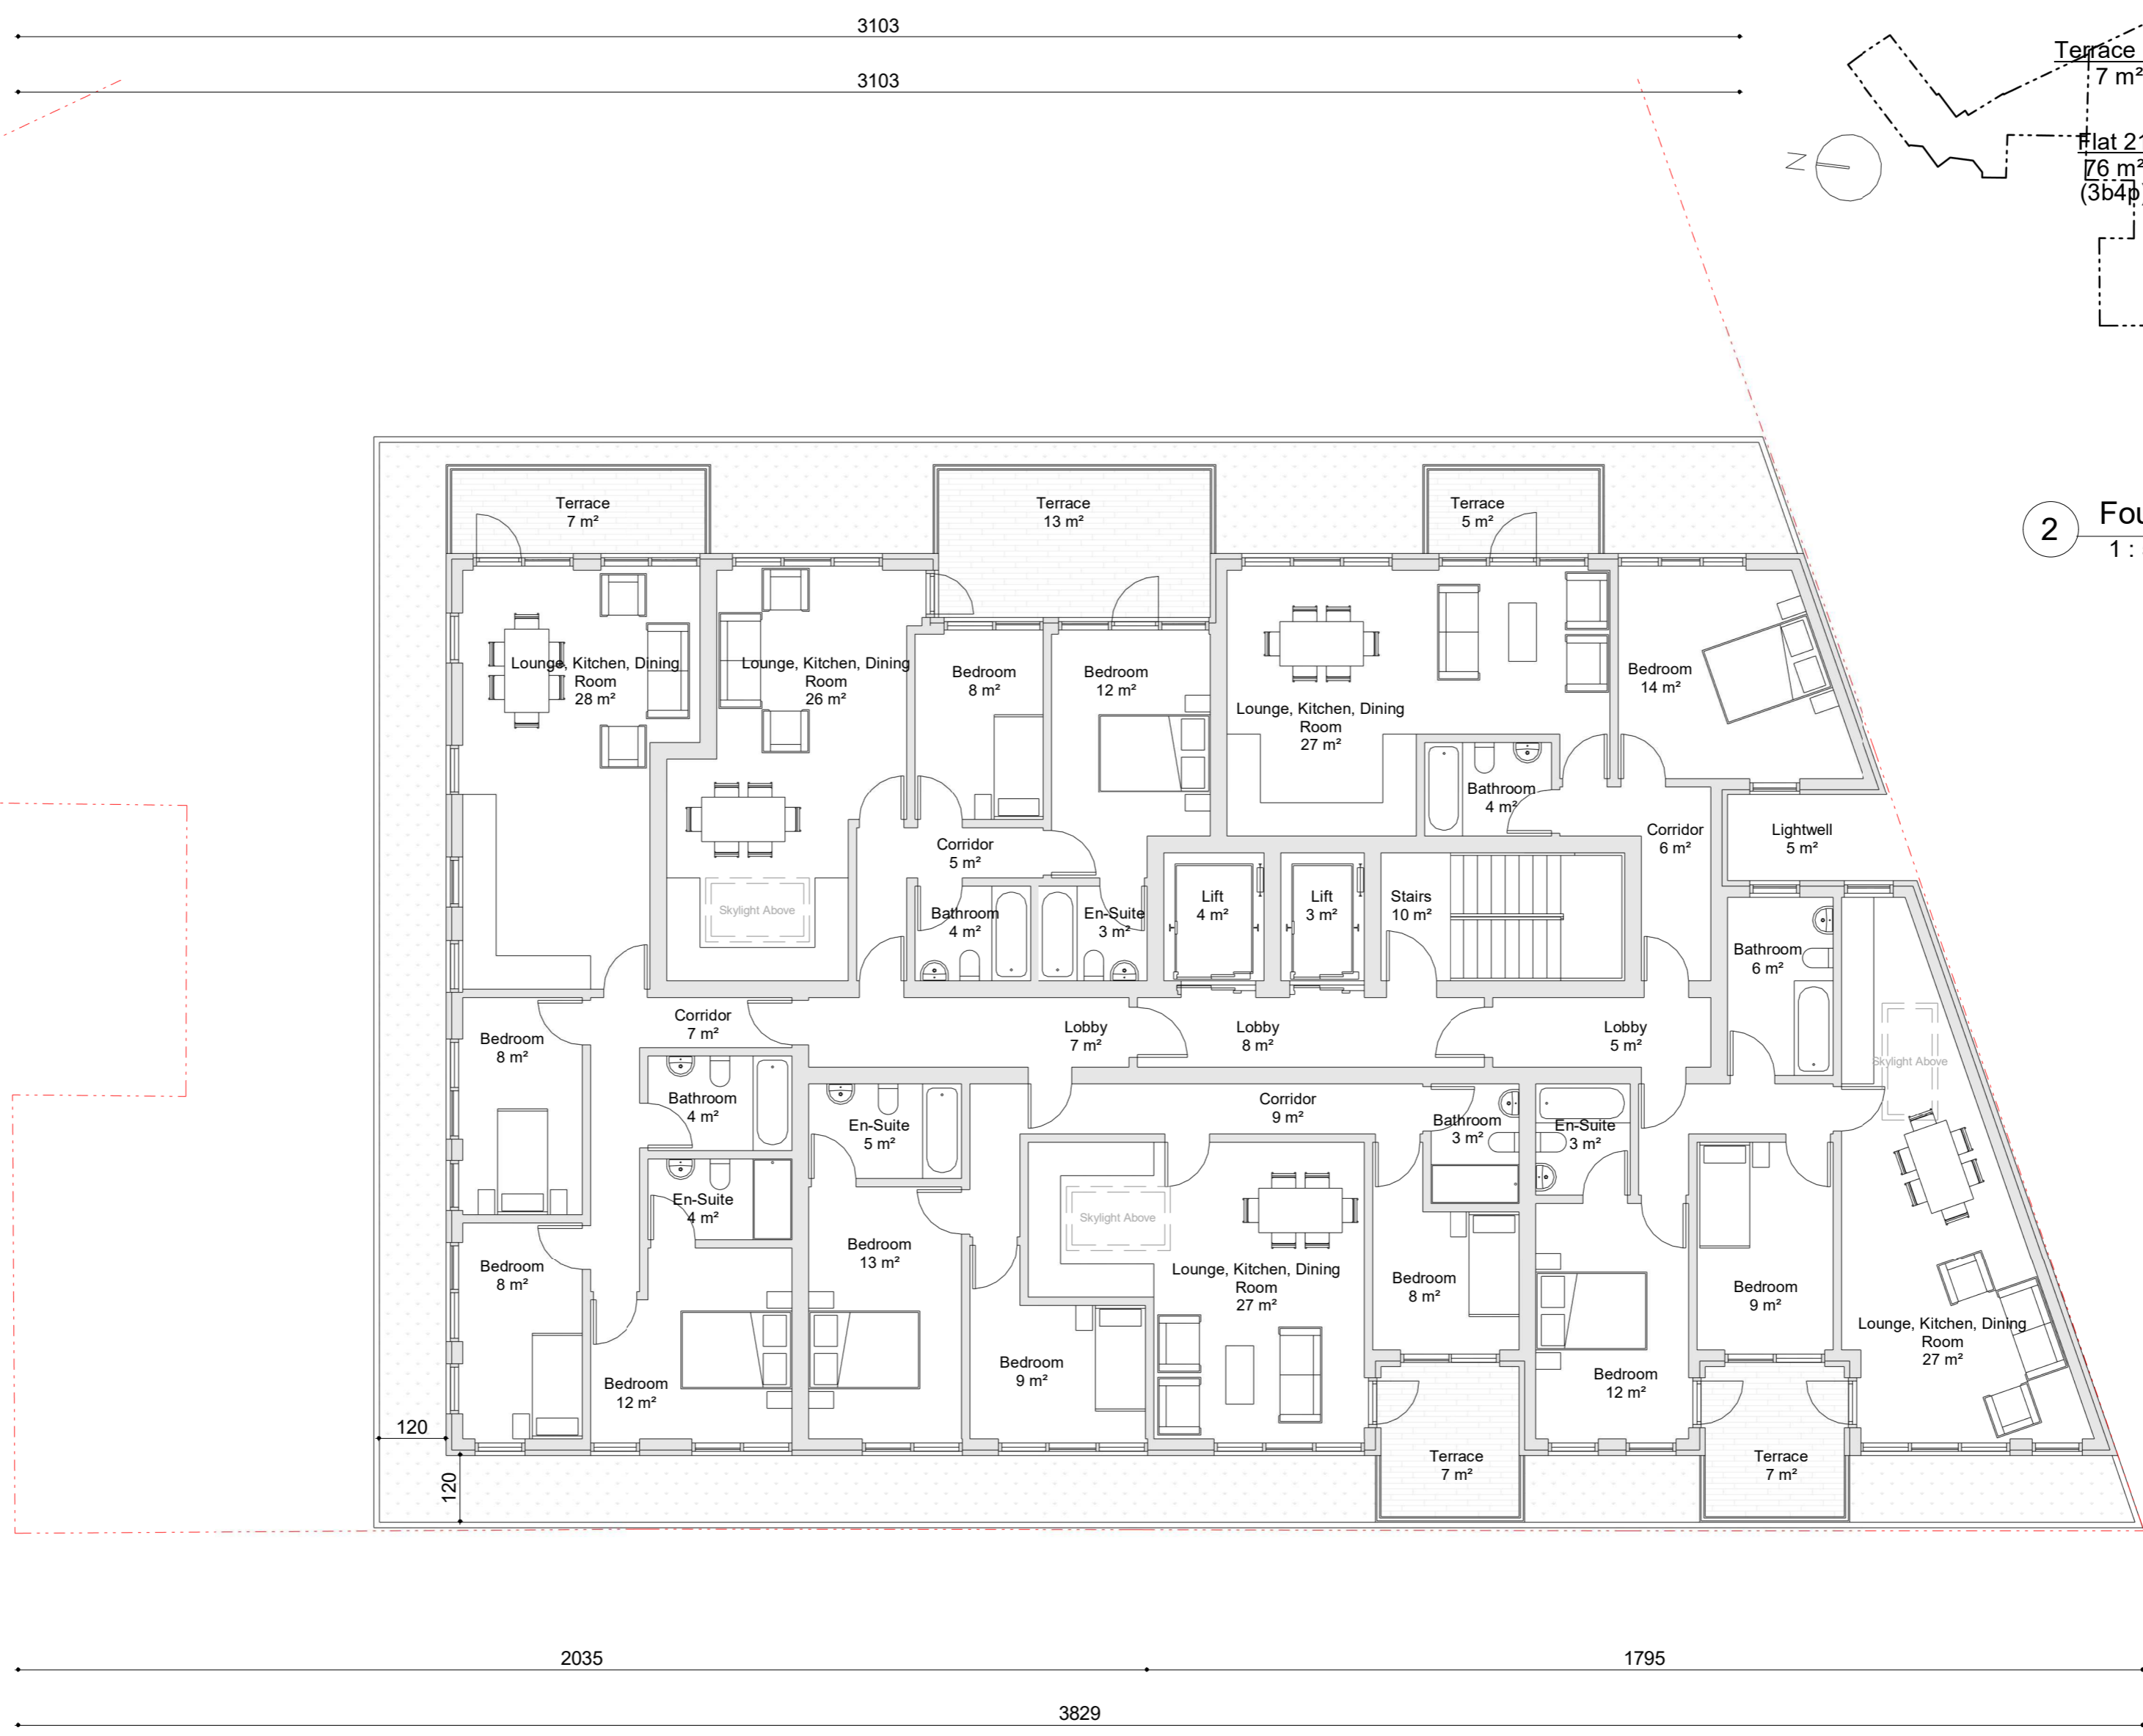 3103
3103
Terrace
7 m²
N
Flat 21
76 m²
(3b4p)
2
1 :
Terrace
7 m²
Terrace
13 m²
Terrace
5 m²
Lounge, Kitchen, Dining
Room
28 m²
Lounge, Kitchen, Dining
Room
26 m²
Bedroom
8 m²
Bedroom
12 m²
Lounge, Kitchen, Dining
Room
27 m²
Bedroom
14 m²
Bathroom
4 m²
Corridor
5 m²
Corridor
6 m²
Lightwell
5 m²
Skylight Above
Bathroom
4 m²
En-Suite
3 m²
Lift
4 m²
Lift
3 m²
Stairs
10 m²
Bathroom
6 m²
Bedroom
8 m²
Corridor
7 m²
Lobby
7 m²
Lobby
8 m²
Lobby
5 m²
Skylight Above
Bathroom
4 m²
En-Suite
5 m²
Corridor
9 m²
Bathroom
3 m²
En-Suite
3 m²
En-Suite
4 m²
Skylight Above
Bedroom
8 m²
Bedroom
13 m²
Lounge, Kitchen, Dining
Room
27 m²
Bedroom
8 m²
Bedroom
9 m²
Lounge, Kitchen, Dining
Room
27 m²
Bedroom
12 m²
Bedroom
9 m²
Bedroom
12 m²
120
120
Terrace
7 m²
Terrace
7 m²
2035
1795
3829